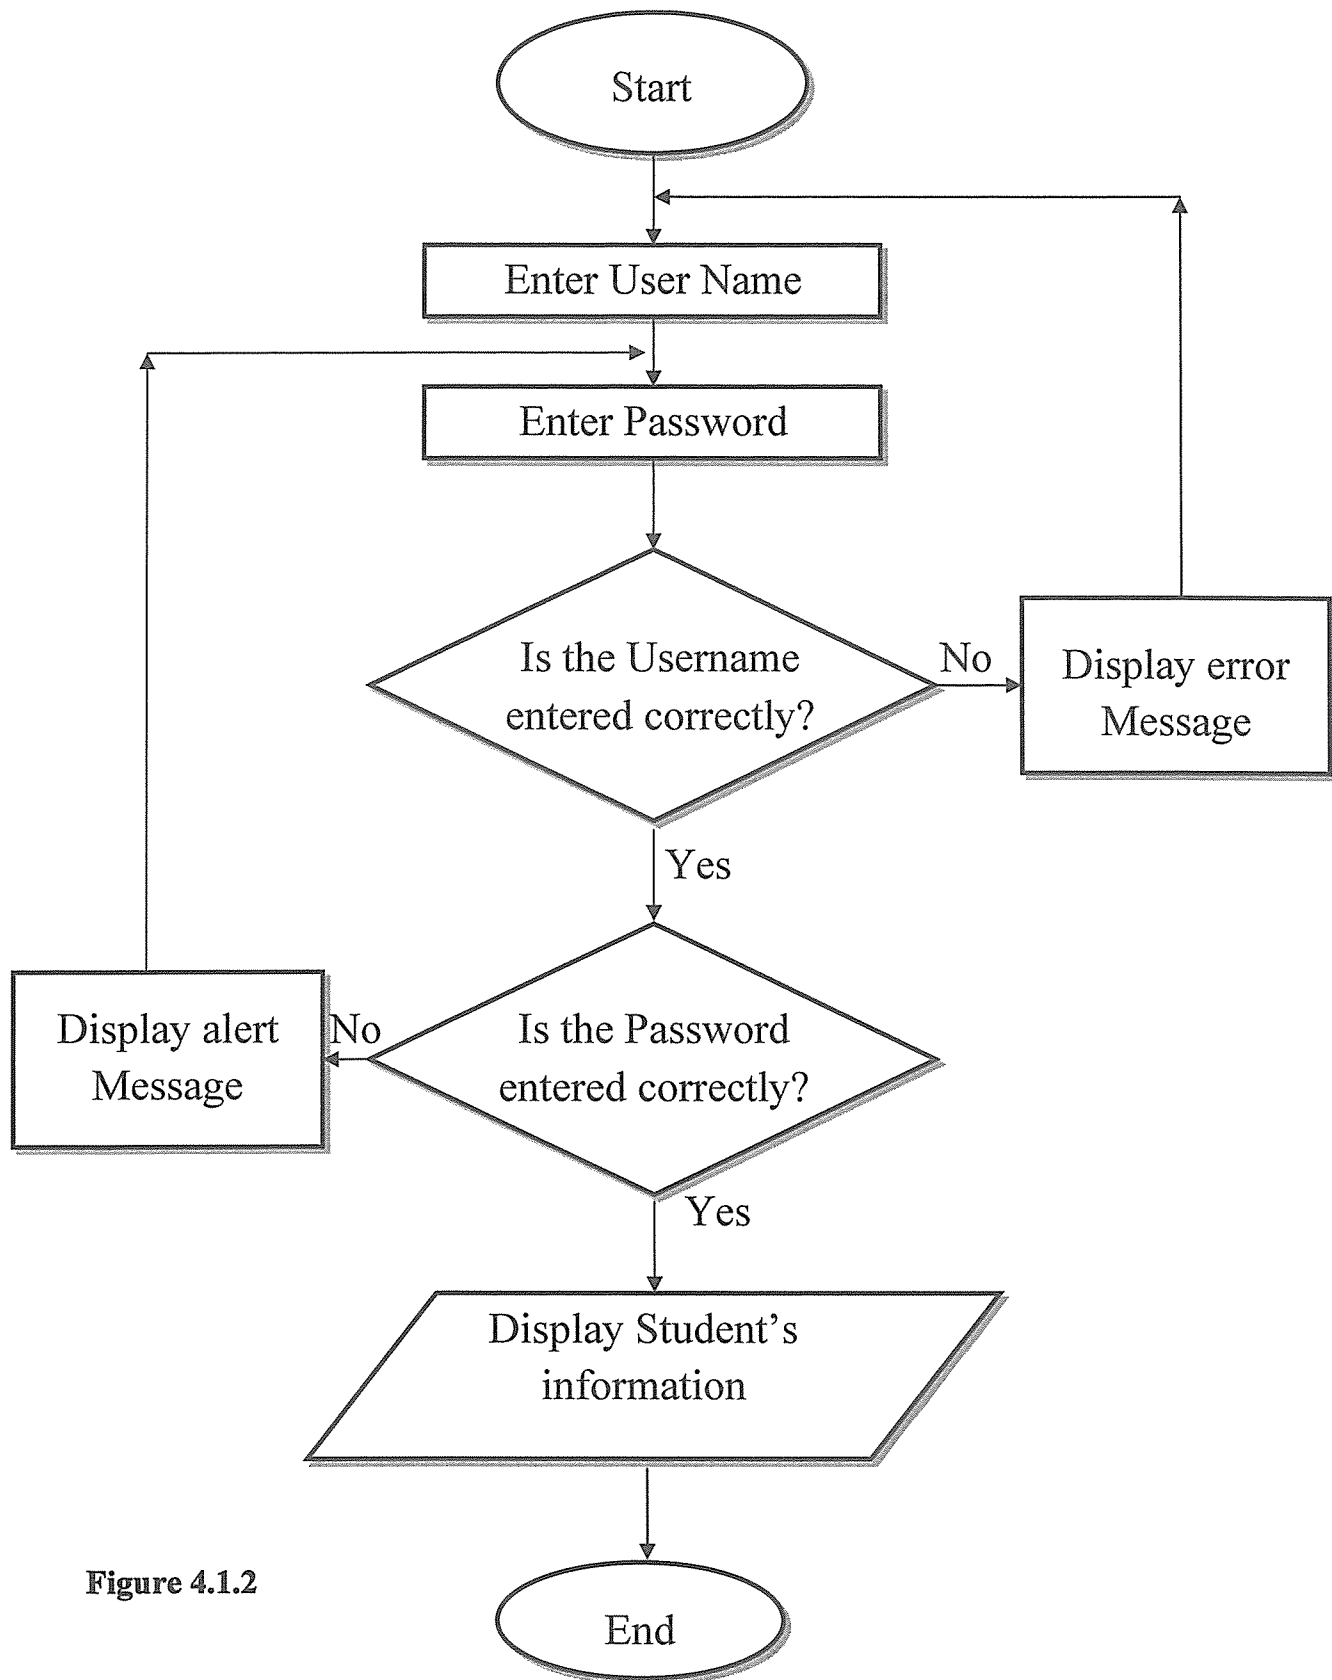 Start
Enter User Name
Enter Password
Is the Username
entered correctly?
No
Display error
Message
Yes
Display alert
Message
No
Is the Password
entered correctly?
Yes
Display Student’s
information
Figure 4.1.2
End